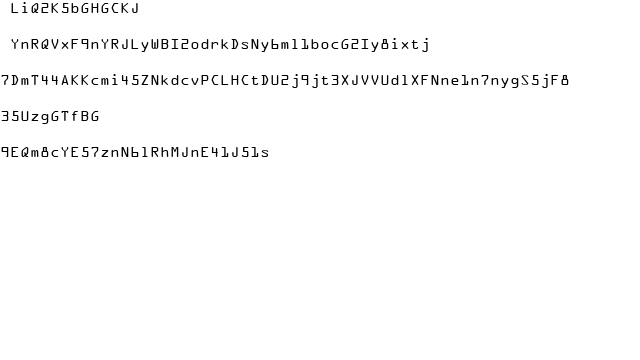 LiQ2K5bGHGCKJ
YnRQVxF9nYRJLyWBI2odrkDsNy6ml1bocG2Iy8ixtj
7DmT44AKKcmi45ZNkdcvPCLHCtDU2j9jt3XJVVUdlXFNne1n7nygS5jF8
35UzgGTfBG
9EQm8cYE57znN6lRhMJnE41J51s